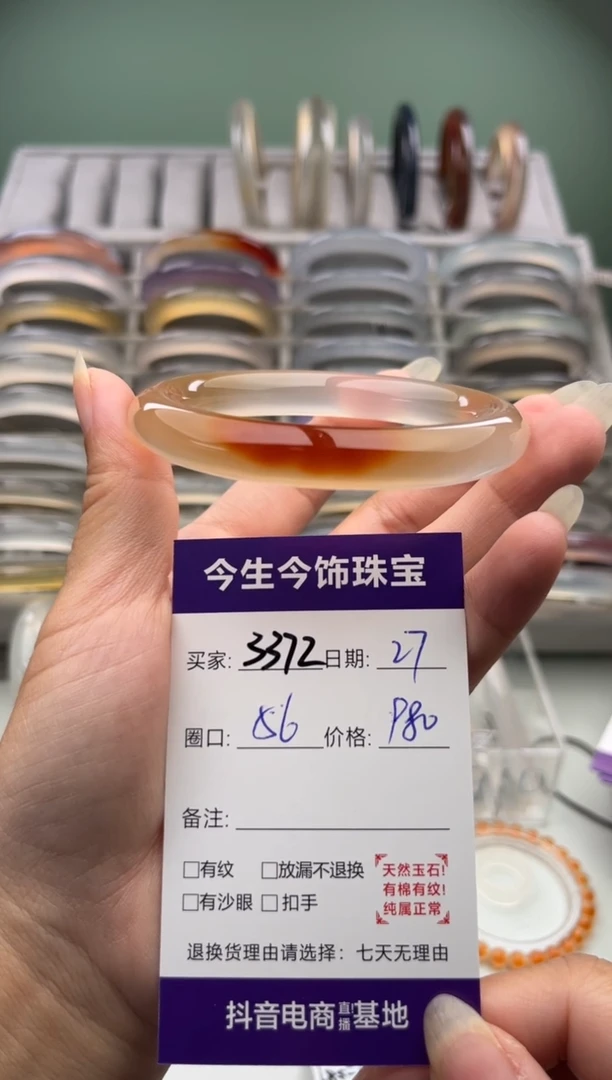 今生今饰珠宝
买家: 3372 日期: 27
圈口: 56 价格: P80
备注:
□有纹 □放漏不退换
□有沙眼 □扣手
天然玉石!
有棉有纹!
纯属正常
退换货理由请选择：七天无理由
抖音电商直播基地